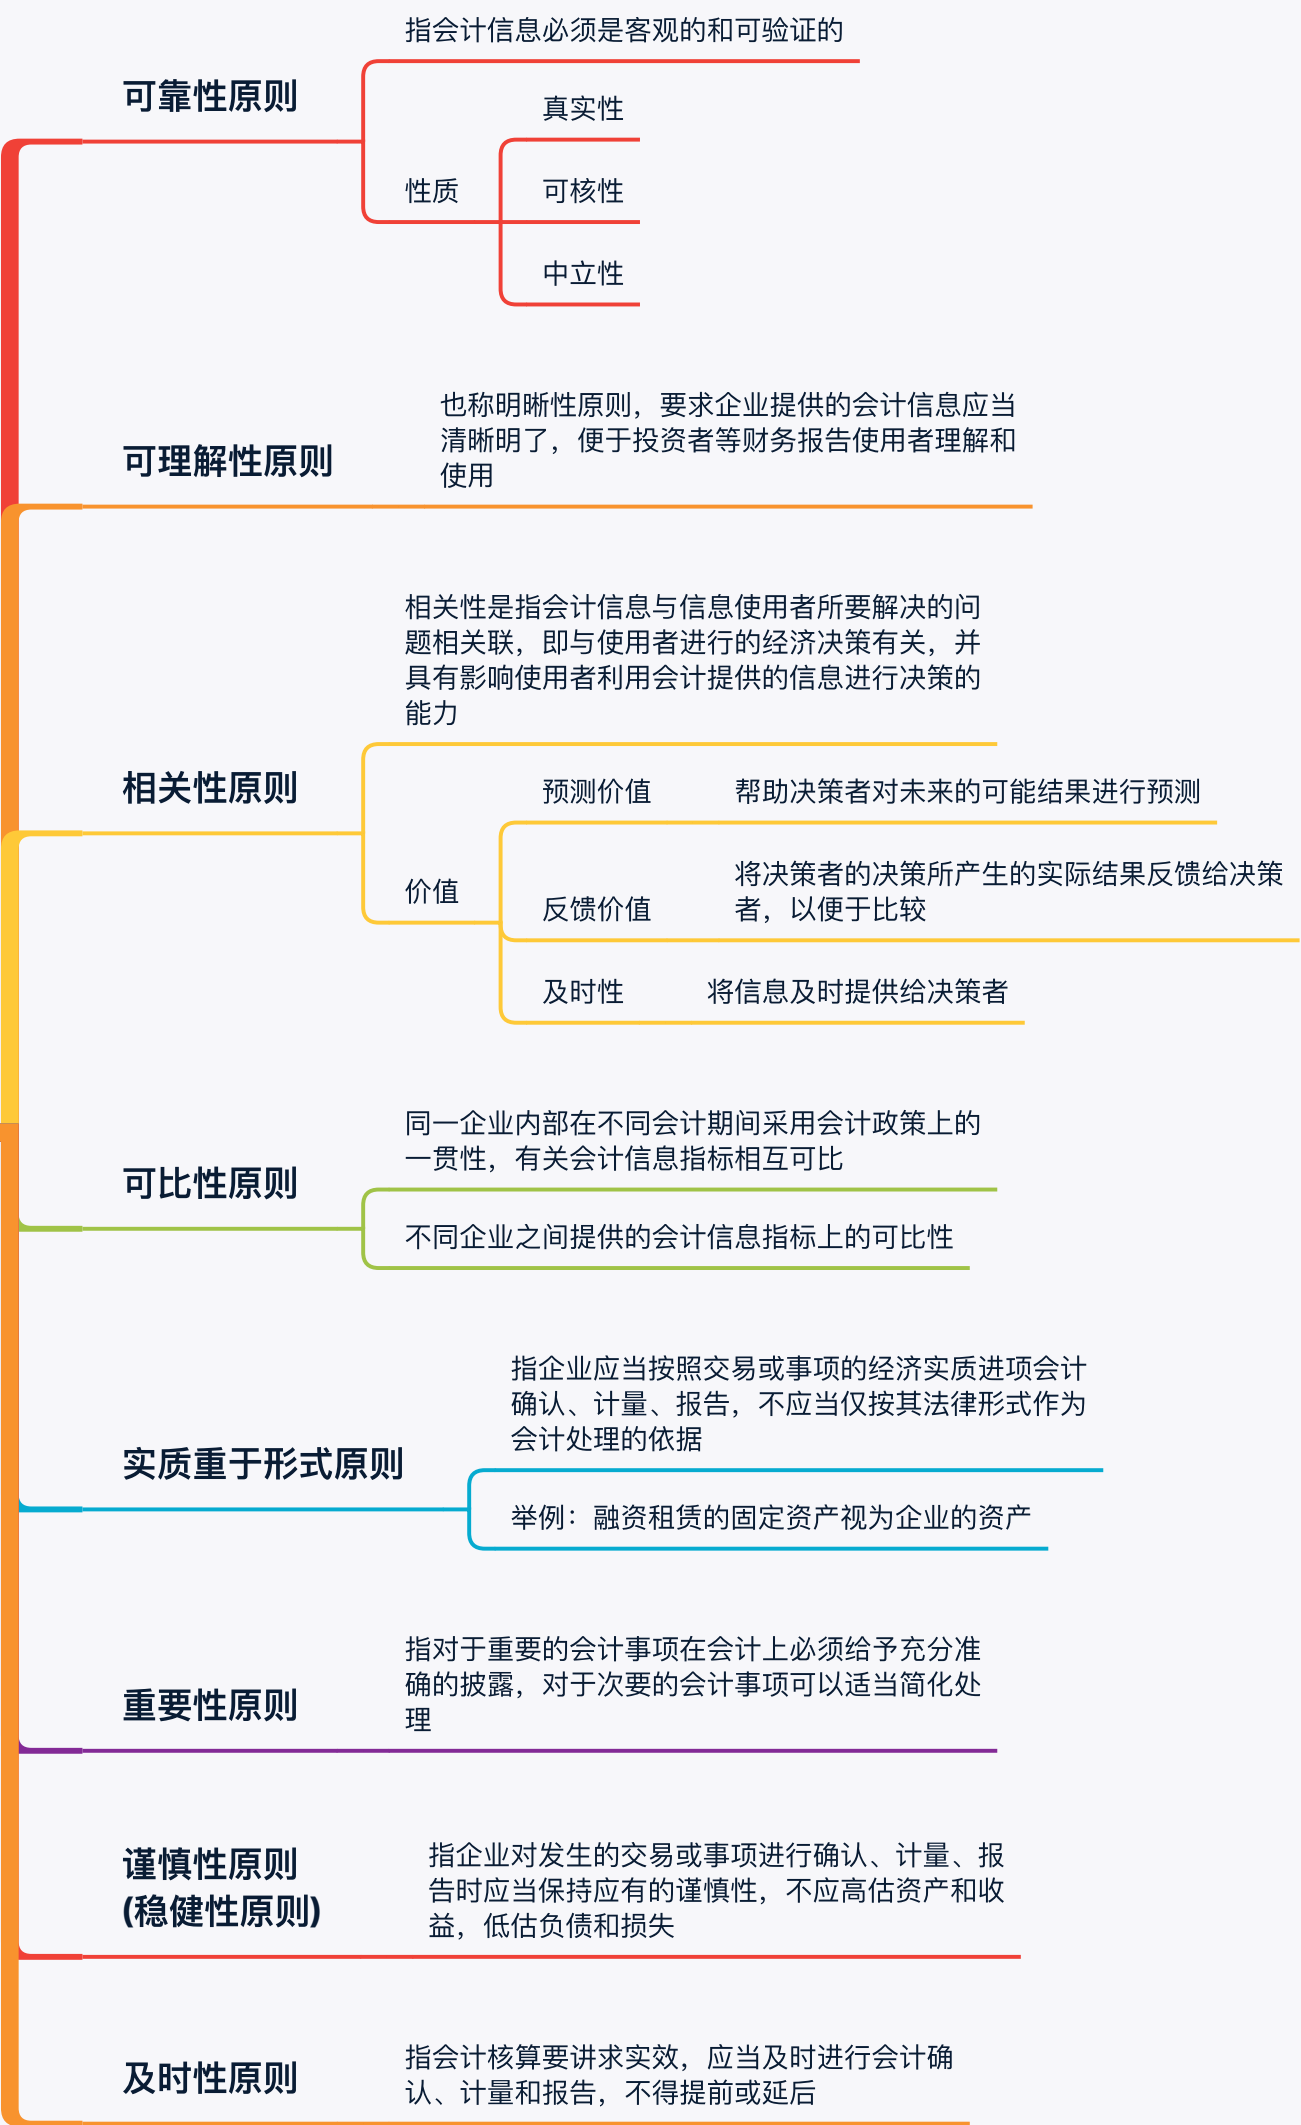 可靠性原则
指会计信息必须是客观的和可验证的
性质
真实性
可核性
中立性
可理解性原则
也称明晰性原则，要求企业提供的会计信息应当
清晰明了，便于投资者等财务报告使用者理解和
使用
相关性原则
相关性是指会计信息与信息使用者所要解决的问
题相关联，即与使用者进行的经济决策有关，并
具有影响使用者利用会计提供的信息进行决策的
能力
价值
预测价值
帮助决策者对未来的可能结果进行预测
反馈价值
将决策者的决策所产生的实际结果反馈给决策
者，以便于比较
及时性
将信息及时提供给决策者
可比性原则
同一企业内部在不同会计期间采用会计政策上的
一贯性，有关会计信息指标相互可比
不同企业之间提供的会计信息指标上的可比性
实质重于形式原则
指企业应当按照交易或事项的经济实质进项会计
确认、计量、报告，不应当仅按其法律形式作为
会计处理的依据
举例：融资租赁的固定资产视为企业的资产
重要性原则
指对于重要的会计事项在会计上必须给予充分准
确的披露，对于次要的会计事项可以适当简化处
理
谨慎性原则
(稳健性原则)
指企业对发生的交易或事项进行确认、计量、报
告时应当保持应有的谨慎性，不应高估资产和收
益，低估负债和损失
及时性原则
指会计核算要讲求实效，应当及时进行会计确
认、计量和报告，不得提前或延后